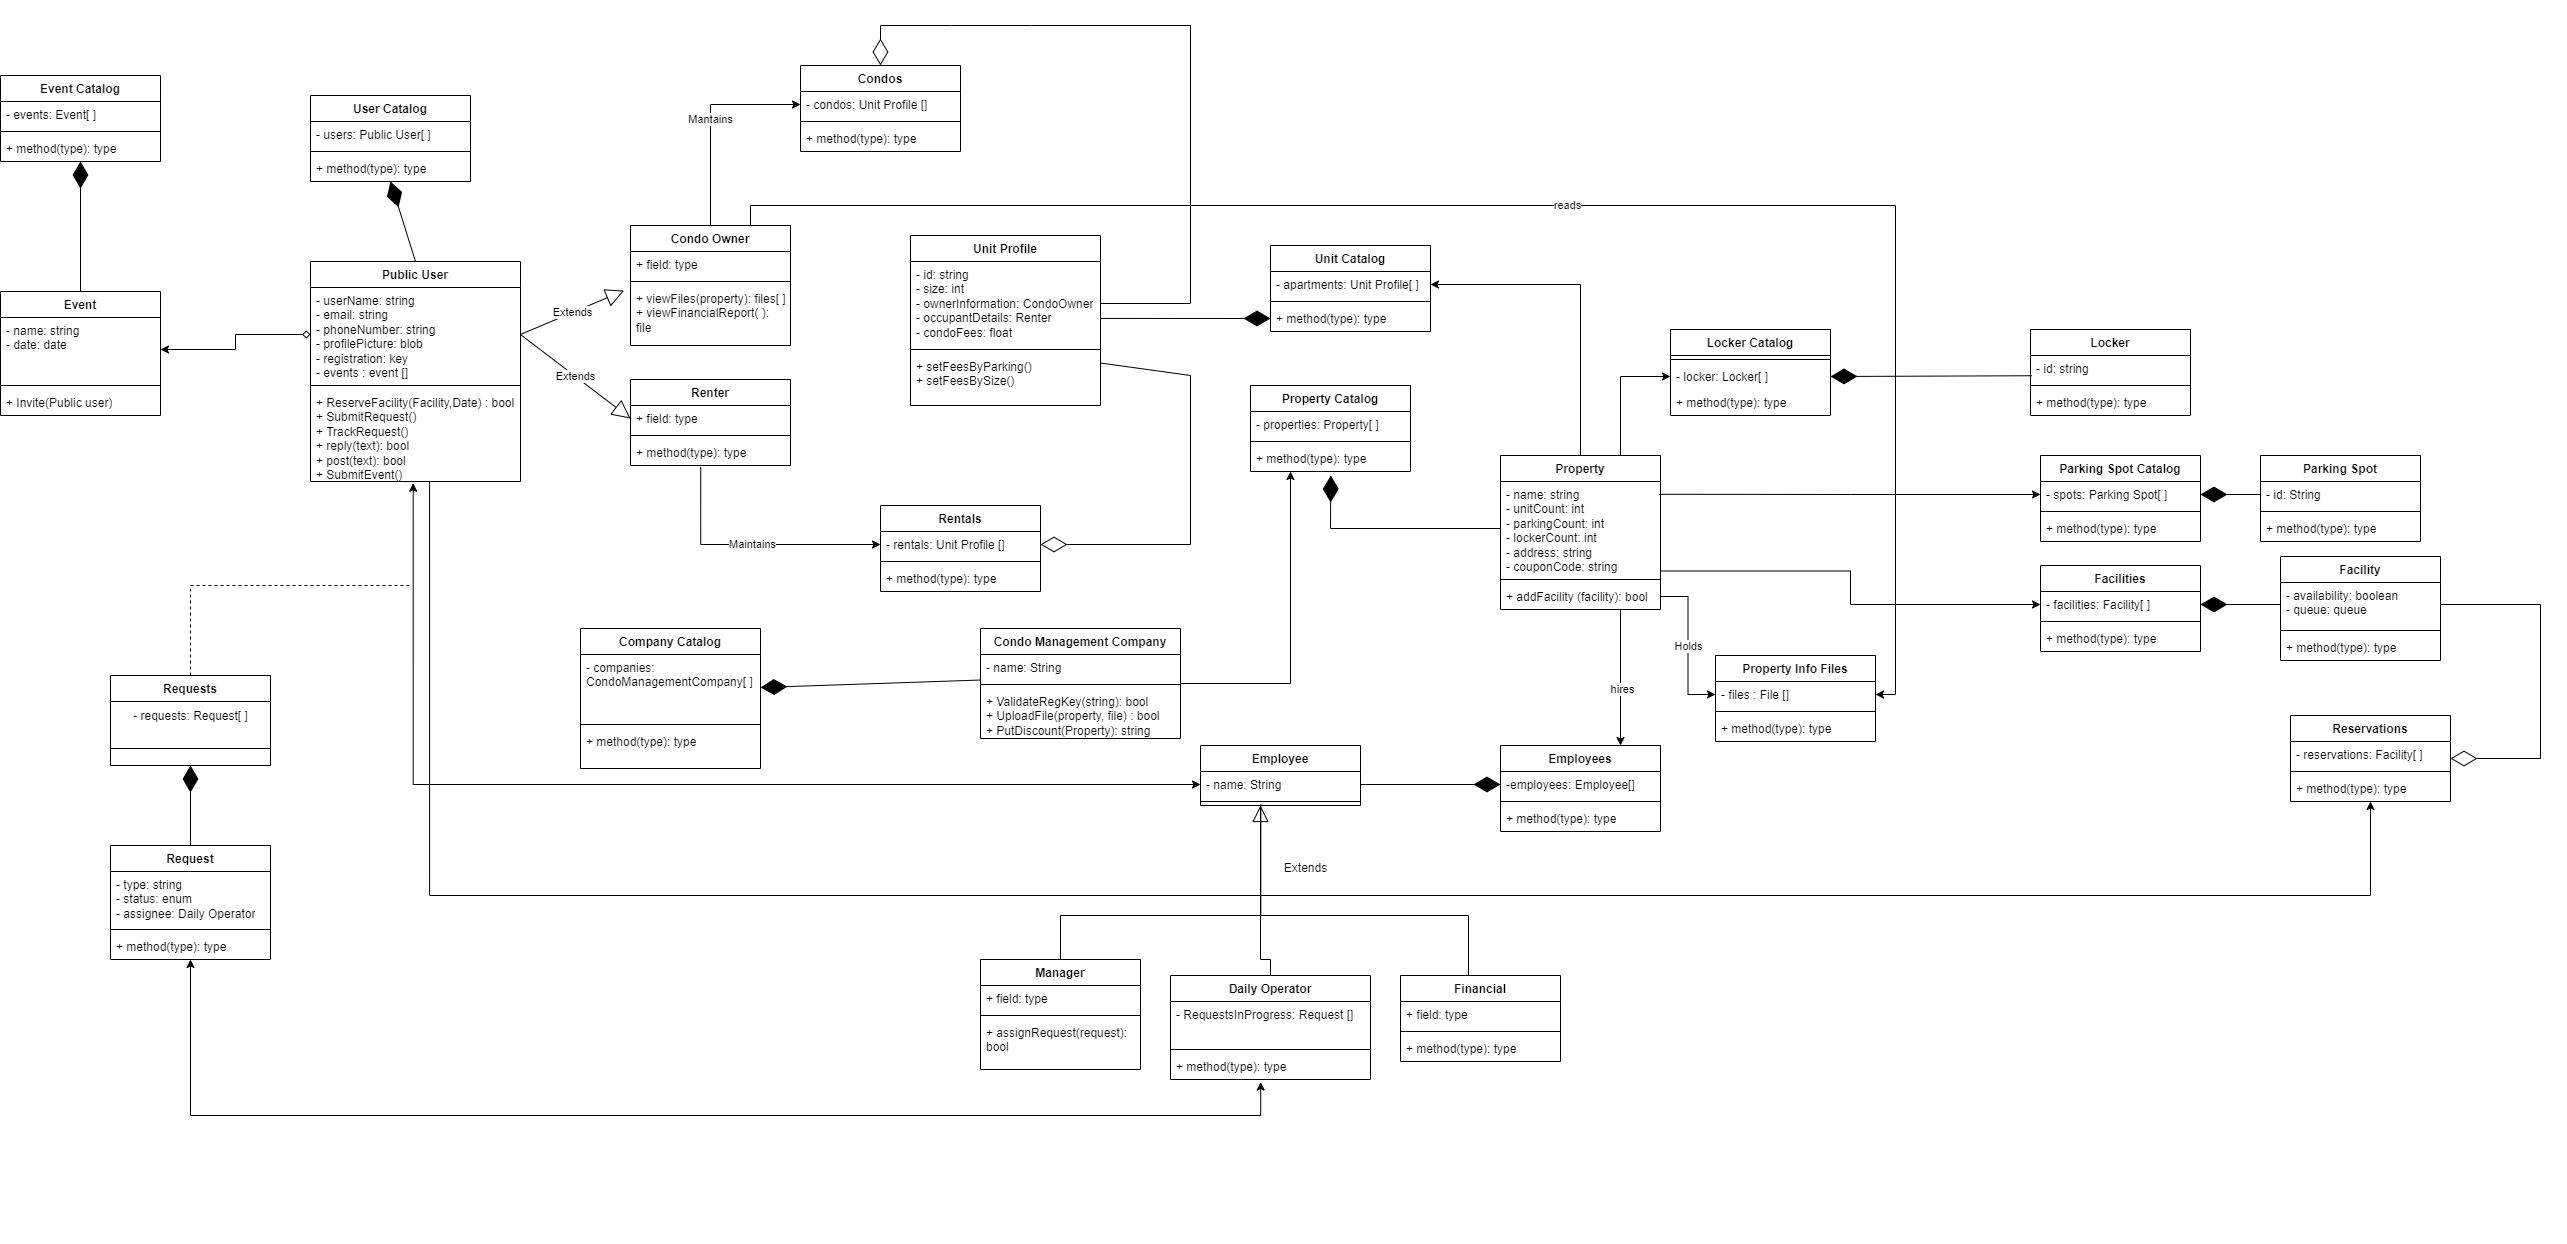 Event Catalog
- events: Event[ ]
+ method(type): type
User Catalog
- users: Public User[ ]
+ method(type): type
Condos
- condos: Unit Profile []
+ method(type): type
Mantains
reads
Event
- name: string
- date: date
+ Invite(Public user)
Public User
- userName: string
- email: string
- phoneNumber: string
- profilePicture: blob
- registration: key
- events : event []
+ ReserveFacility(Facility,Date) : bool
+ SubmitRequest()
+ TrackRequest()
+ reply(text): bool
+ post(text): bool
+ SubmitEvent()
Extends
Extends
Condo Owner
+ field: type
+ viewFiles(property): files[ ]
+ viewFinancialReport( ):
file
Renter
+ field: type
+ method(type): type
Unit Profile
- id: string
- size: int
- ownerInformation: CondoOwner
- occupantDetails: Renter
- condoFees: float
+ setFeesByParking()
+ setFeesBySize()
Unit Catalog
- apartments: Unit Profile[ ]
+ method(type): type
Locker Catalog
- locker: Locker[ ]
+ method(type): type
Locker
- id: string
+ method(type): type
Property Catalog
- properties: Property[ ]
+ method(type): type
Property
- name: string
- unitCount: int
- parkingCount: int
- lockerCount: int
- address: string
- couponCode: string
+ addFacility (facility): bool
Parking Spot Catalog
- spots: Parking Spot[ ]
+ method(type): type
Parking Spot
- id: String
+ method(type): type
Maintains
Rentals
- rentals: Unit Profile []
+ method(type): type
Facilities
- facilities: Facility[ ]
+ method(type): type
Facility
- availability: boolean
- queue: queue
+ method(type): type
Company Catalog
- companies:
CondoManagementCompany[ ]
+ method(type): type
Condo Management Company
- name: String
+ ValidateRegKey(string): bool
+ UploadFile(property, file) : bool
+ PutDiscount(Property): string
Holds
hires
Property Info Files
- files : File []
+ method(type): type
Requests
- requests: Request[ ]
Reservations
- reservations: Facility[ ]
+ method(type): type
Employee
- name: String
Employees
-employees: Employee[]
+ method(type): type
Request
- type: string
- status: enum
- assignee: Daily Operator
+ method(type): type
Extends
Manager
+ field: type
+ assignRequest(request):
bool
Daily Operator
- RequestsInProgress: Request []
+ method(type): type
Financial
+ field: type
+ method(type): type